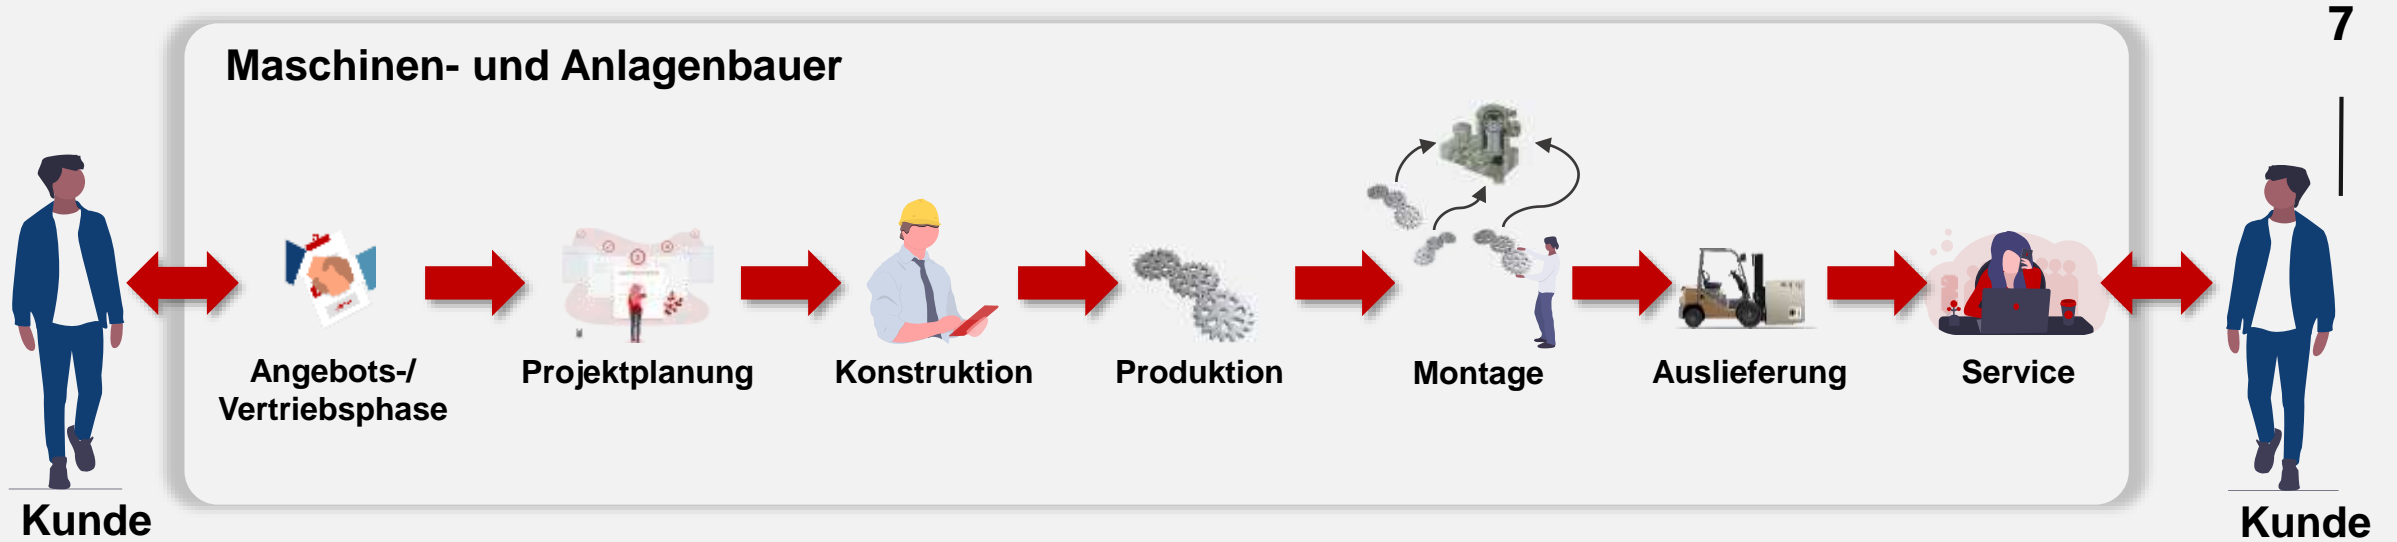 7
Maschinen- und Anlagenbauer
Angebots-/
Vertriebsphase
Projektplanung
Konstruktion
Produktion
Montage
Auslieferung
Service
Kunde
Kunde